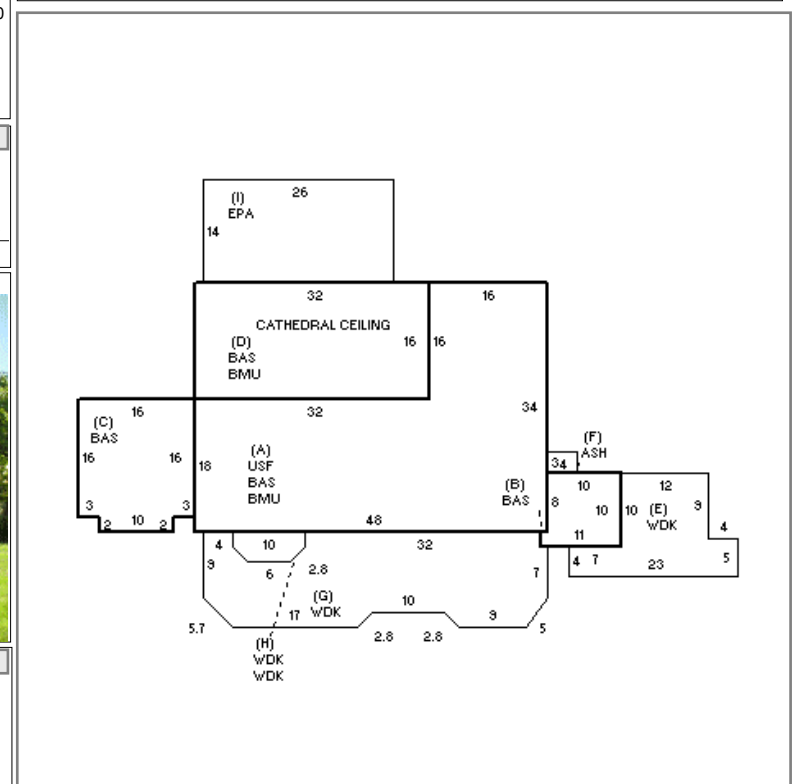 0
(I)
EPA
26
14
32
16
CATHEDRAL CEILING
(D)
BAS
BMU
16
16
16
(C)
BAS
32
34
16
16
18
(A)
USF
BAS
BMU
(F)
ASH
3
4
(B)
BAS
10
12
8
10
10
(E)
WDK
9
3
3
2
10
2
48
11
4
4
10
32
4
7
23
5
9
6
2.8
7
(G)
WDK
10
17
9
5.7
2.8
2.8
5
(H)
WDK
WDK